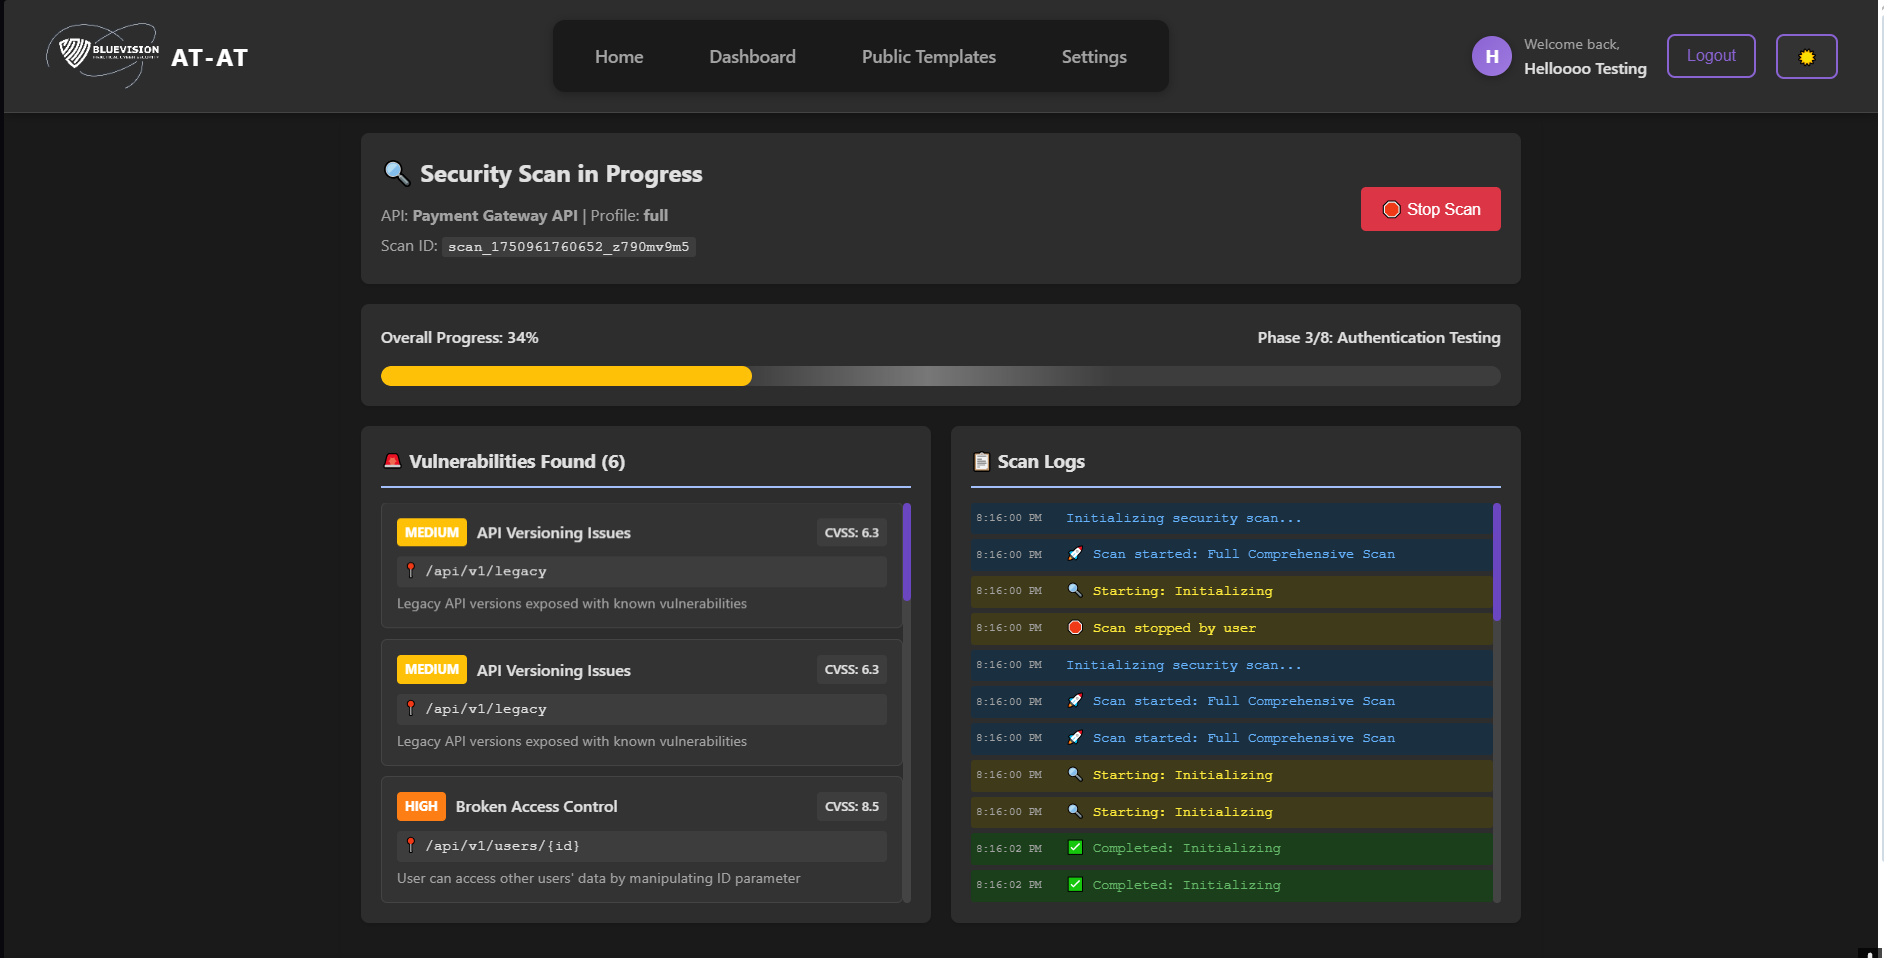 BLUEVISION
AT-AT
Home
Dashboard
Public Templates
Settings
H
Welcome back,
Helloooo Testing
Logout
Security Scan in Progress
API: Payment Gateway API | Profile: full
Scan ID: scan_1750961760652_z790mv9m5
Stop Scan
Overall Progress: 34%
Phase 3/8: Authentication Testing
Vulnerabilities Found (6)
MEDIUM API Versioning Issues CVSS: 6.3
/api/v1/legacy
Legacy API versions exposed with known vulnerabilities
MEDIUM API Versioning Issues CVSS: 6.3
/api/v1/legacy
Legacy API versions exposed with known vulnerabilities
HIGH Broken Access Control CVSS: 8.5
/api/v1/users/{id}
User can access other users' data by manipulating ID parameter
Scan Logs
8:16:00 PM Initializing security scan...
8:16:00 PM Scan started: Full Comprehensive Scan
8:16:00 PM Starting: Initializing
8:16:00 PM Scan stopped by user
8:16:00 PM Initializing security scan...
8:16:00 PM Scan started: Full Comprehensive Scan
8:16:00 PM Scan started: Full Comprehensive Scan
8:16:00 PM Starting: Initializing
8:16:00 PM Starting: Initializing
8:16:02 PM Completed: Initializing
8:16:02 PM Completed: Initializing